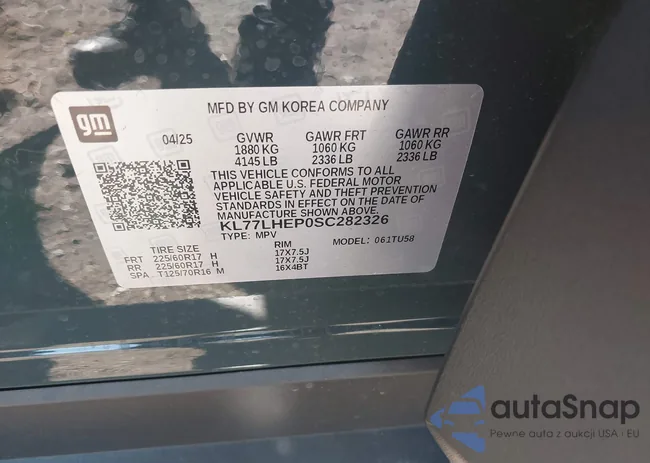 gm
MFD BY GM KOREA COMPANY
04/25 GVWR GAWR FRT GAWR RR
1880 KG 1060 KG 1060 KG
4145 LB 2336 LB 2336 LB
THIS VEHICLE CONFORMS TO ALL
APPLICABLE U.S. FEDERAL MOTOR
VEHICLE SAFETY AND THEFT PREVENTION
STANDARDS IN EFFECT ON THE DATE OF
MANUFACTURE SHOWN ABOVE.
KL77LHEP0SC282326
TYPE: MPV MODEL: 061TU58
TIRE SIZE RIM
FRT 225/60R17 H 17X7.5J
RR 225/60R17 H 17X7.5J
SPA T125/70R16 M 16X4BT
autaSnap
Pewne auta z aukcji USA i EU